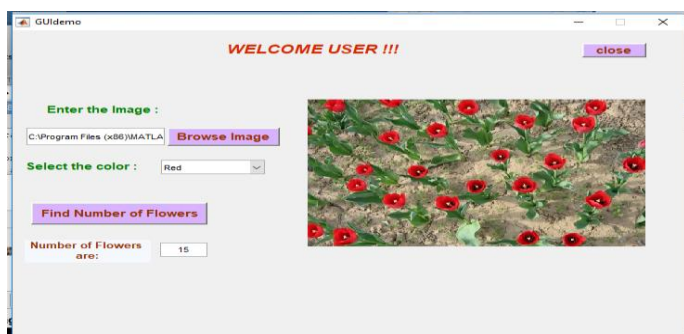 GUIdemo
WELCOME USER !!!
close
Enter the Image :
C:\Program Files (x86)\MATLA
Browse Image
Select the color :
Red
Find Number of Flowers
Number of Flowers
are:
15